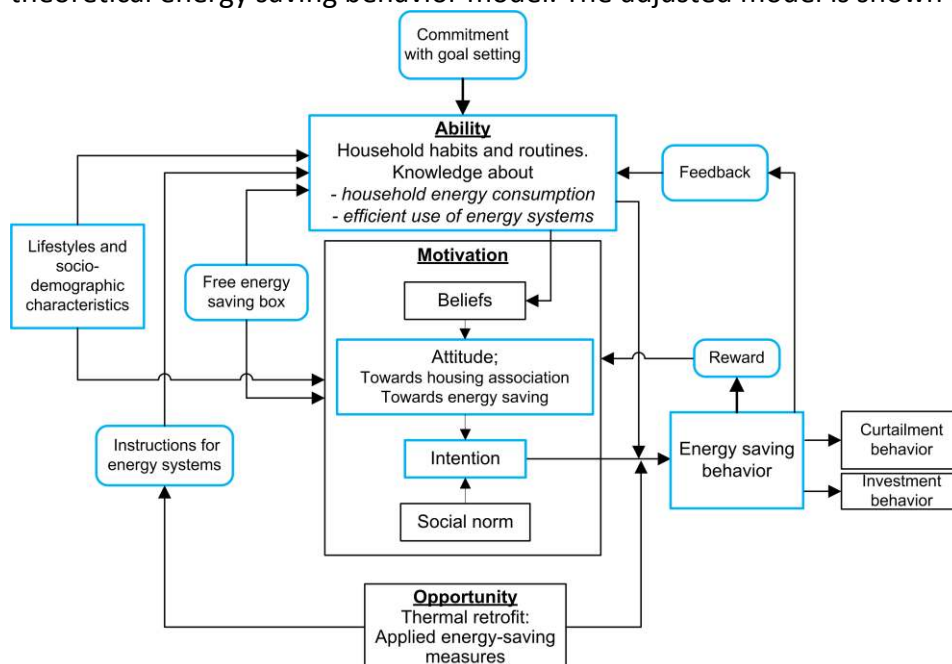 theoretical energy saving behavior model. The adjusted model is shown
Commitment
with goal setting
Ability
Household habits and routines.
Knowledge about
- household energy consumption
- efficient use of energy systems
Feedback
Lifestyles and
socio-
demographic
characteristics
Free energy
saving box
Motivation
Beliefs
Attitude;
Towards housing association
Towards energy saving
Reward
Instructions for
energy systems
Intention
Energy saving
behavior
Curtailment
behavior
Investment
behavior
Social norm
Opportunity
Thermal retrofit:
Applied energy-saving
measures